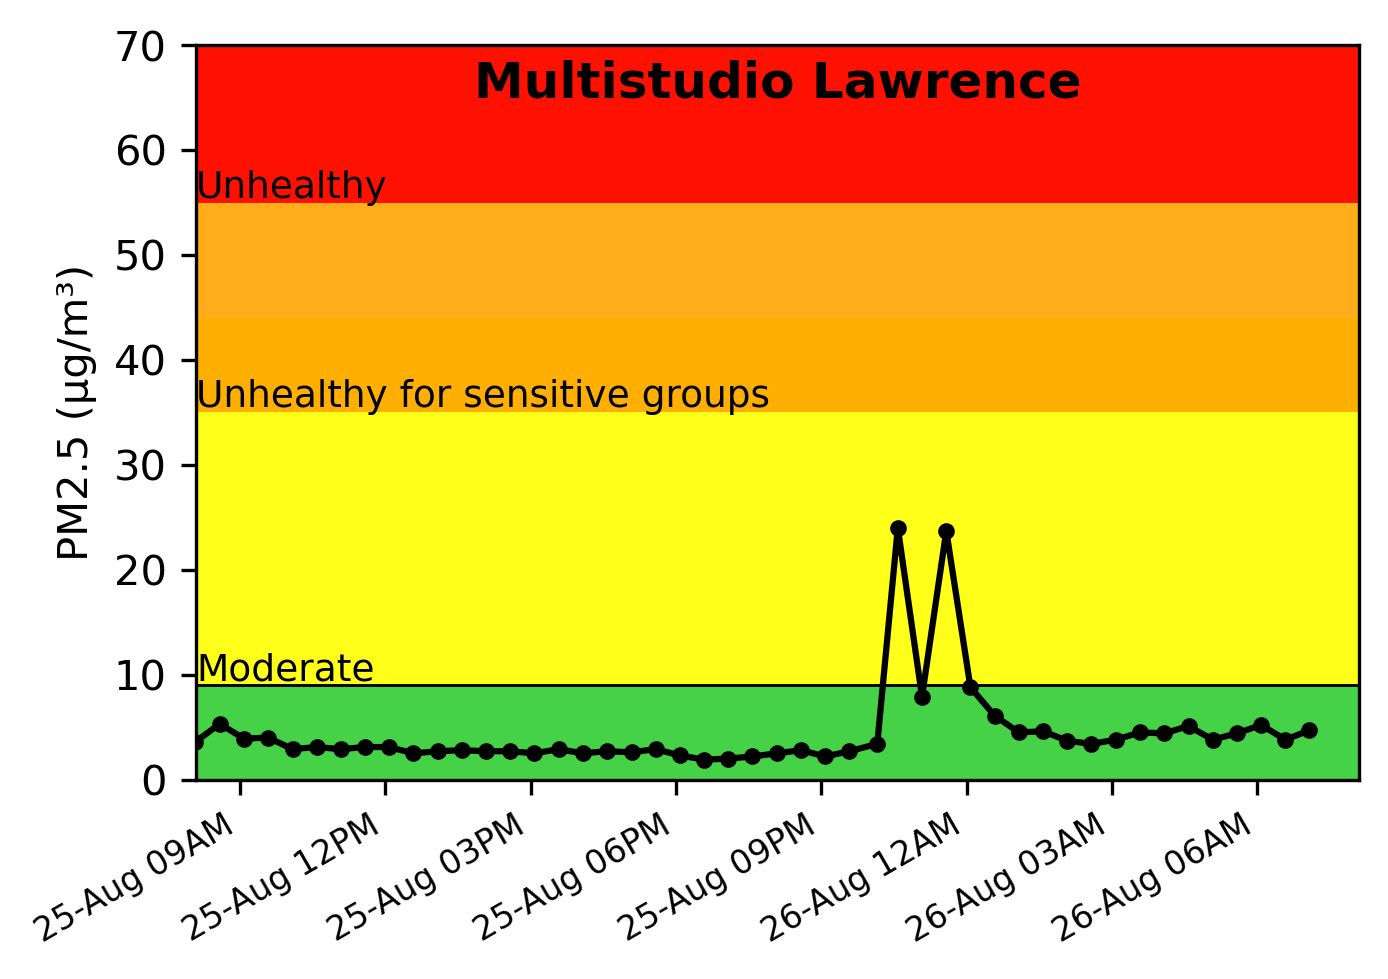 Multistudio Lawrence
70
60
Unhealthy
50
40
Unhealthy for sensitive groups
30
20
Moderate
10
0
PM2.5 (µg/m³)
25-Aug 09AM
25-Aug 12PM
25-Aug 03PM
25-Aug 06PM
25-Aug 09PM
26-Aug 12AM
26-Aug 03AM
26-Aug 06AM